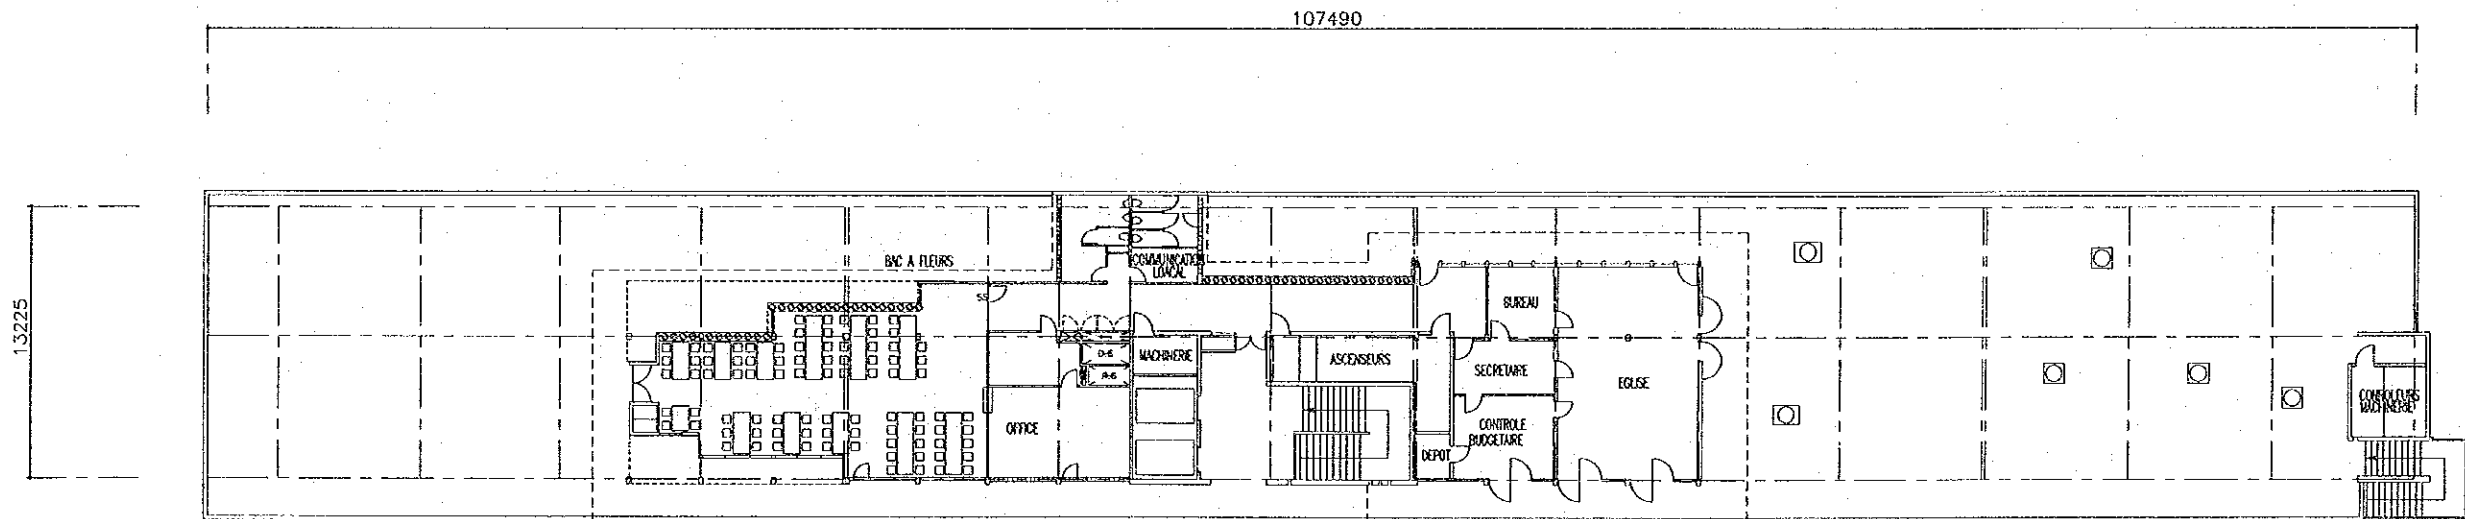 107490
13225
BAC A FLEURS
COMMUNICATION
LOACAL
SS
BUREAU
D-6
R-6
MACHINERIE
ASCENSEURS
SECRETAIRE
EGLISE
OFFICE
CONTROLE
BUDGETAIRE
DEPOT
CONTROLEURS
MACHINERIE